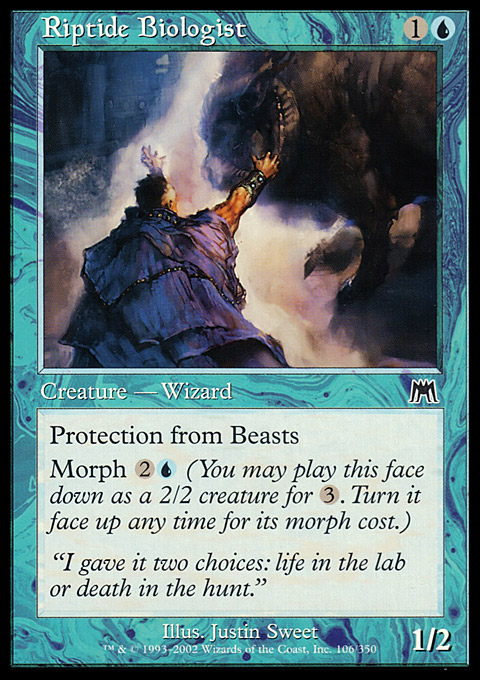 Riptide Biologist 1
Creature — Wizard
Protection from Beasts
Morph 2 (You may play this face
down as a 2/2 creature for 3. Turn it
face up any time for its morph cost.)
“I gave it two choices: life in the lab
or death in the hunt.”
Illus. Justin Sweet
1/2
™ & © 1993–2002 Wizards of the Coast, Inc. 106/350